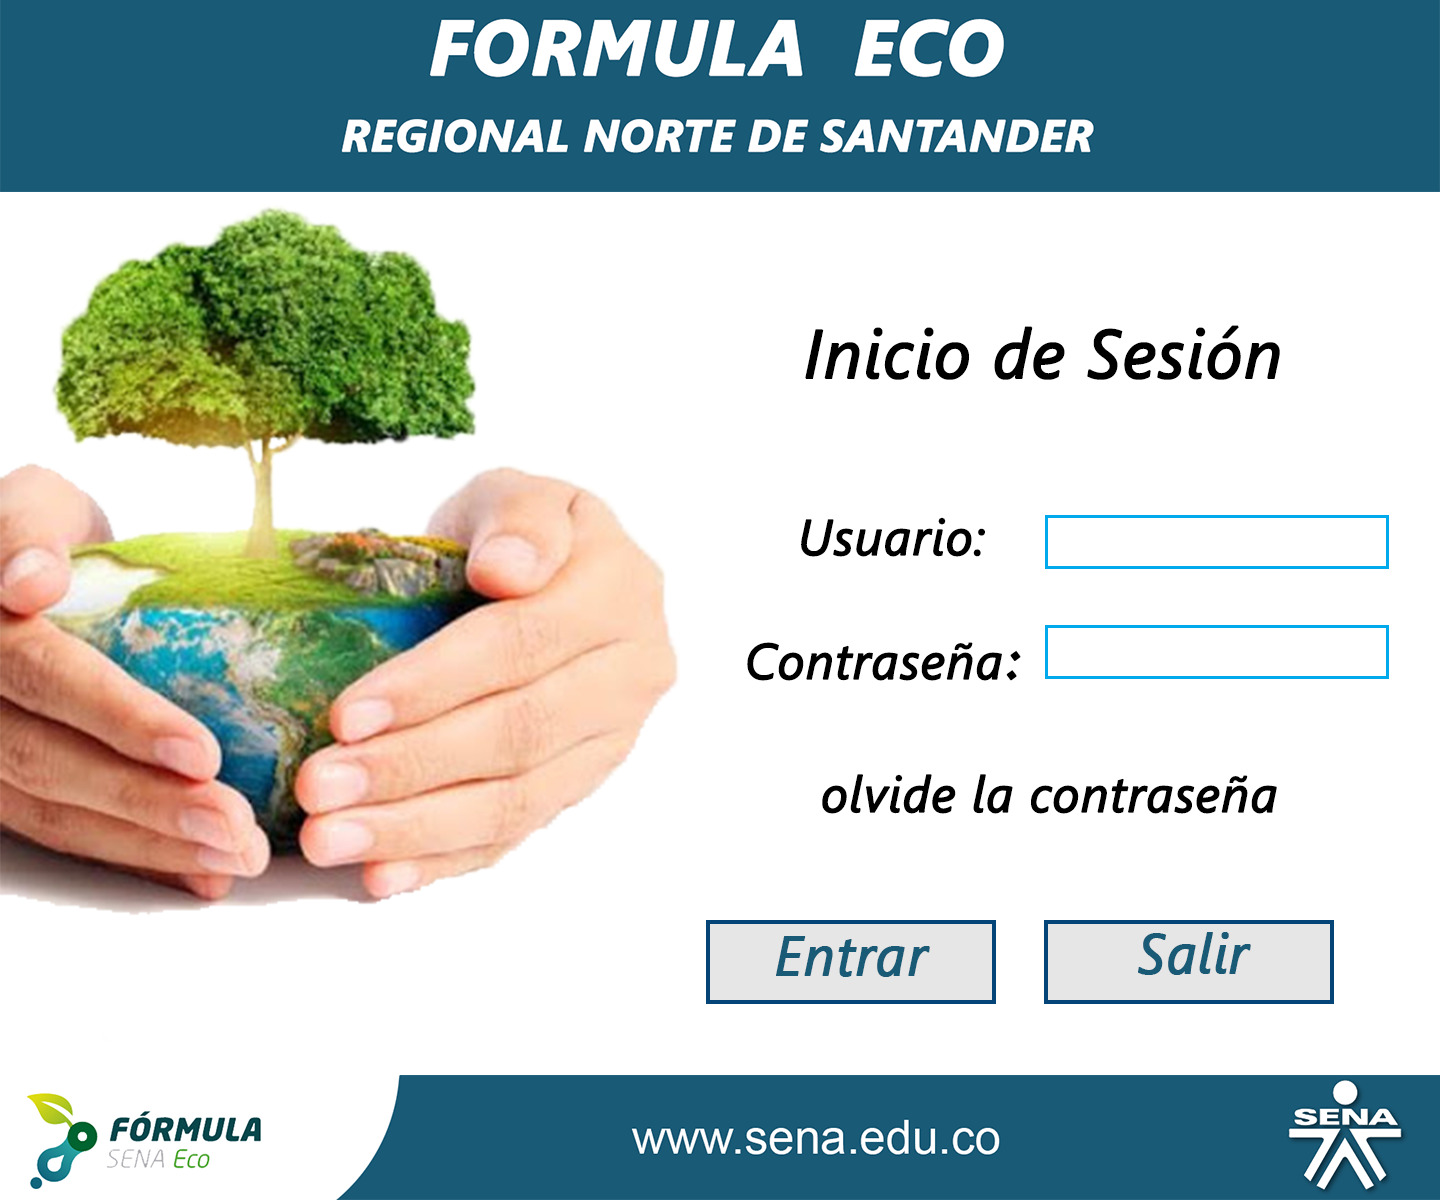 FORMULA ECO
REGIONAL NORTE DE SANTANDER
Inicio de Sesión
Usuario:
Contraseña:
olvide la contraseña
Entrar
Salir
FÓRMULA
SENA Eco
www.sena.edu.co
SENA